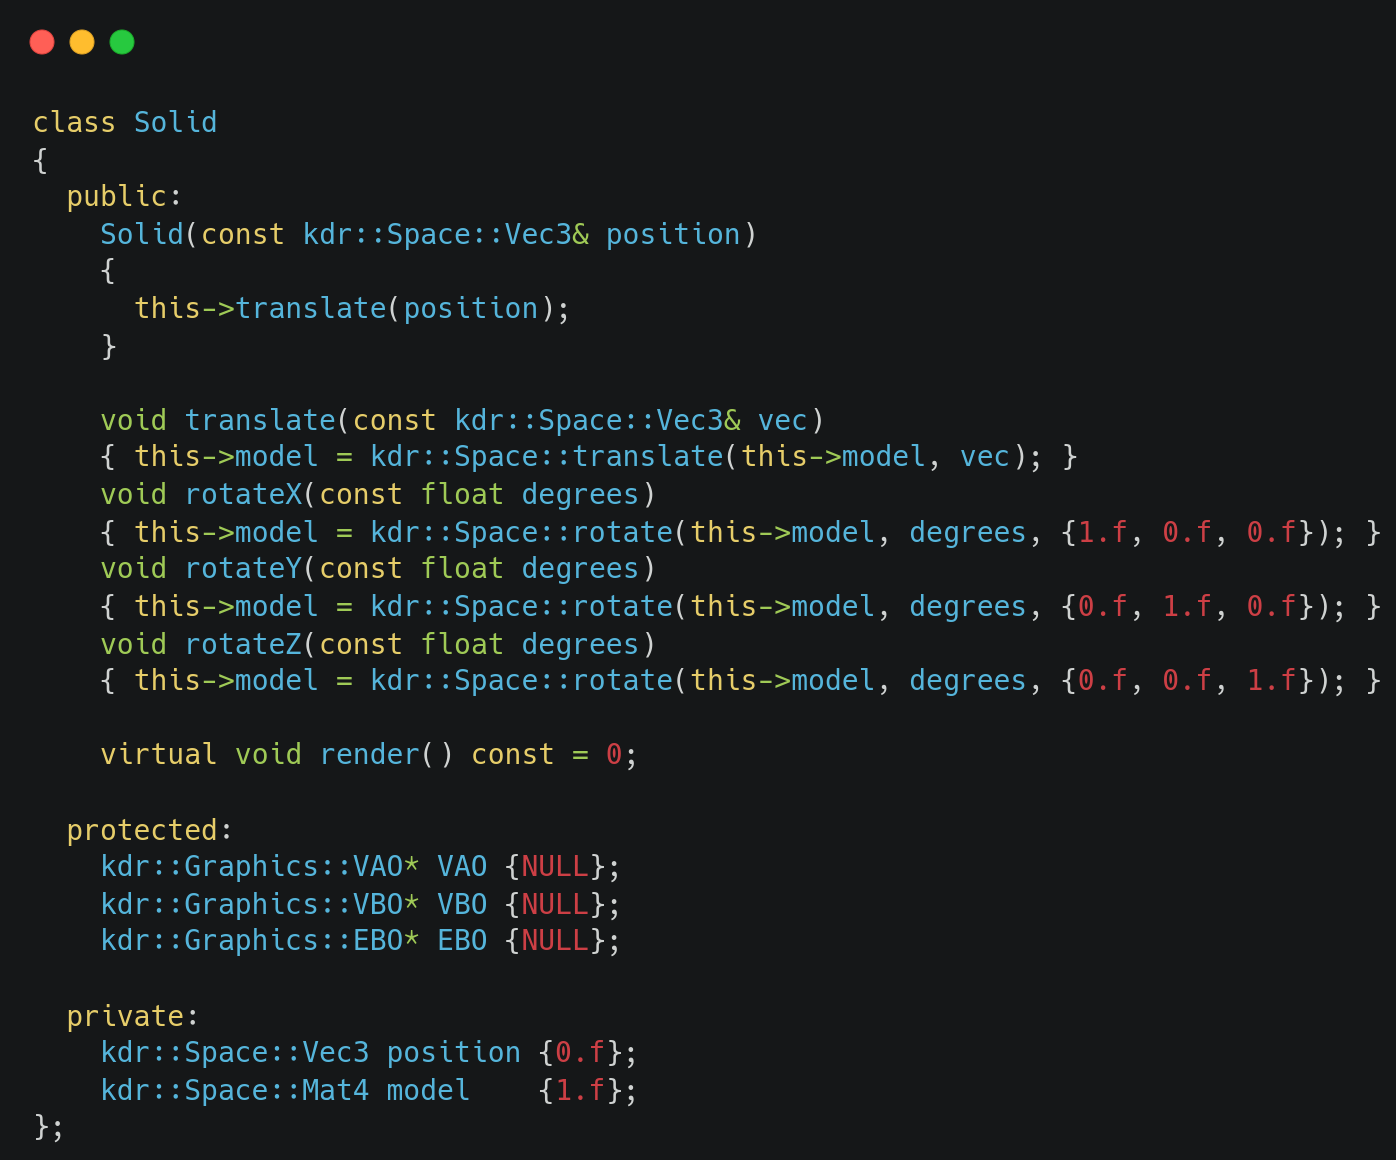 class Solid
{
  public:
    Solid(const kdr::Space::Vec3& position)
    {
      this->translate(position);
    }

    void translate(const kdr::Space::Vec3& vec)
    { this->model = kdr::Space::translate(this->model, vec); }
    void rotateX(const float degrees)
    { this->model = kdr::Space::rotate(this->model, degrees, {1.f, 0.f, 0.f}); }
    void rotateY(const float degrees)
    { this->model = kdr::Space::rotate(this->model, degrees, {0.f, 1.f, 0.f}); }
    void rotateZ(const float degrees)
    { this->model = kdr::Space::rotate(this->model, degrees, {0.f, 0.f, 1.f}); }

    virtual void render() const = 0;

  protected:
    kdr::Graphics::VAO* VAO {NULL};
    kdr::Graphics::VBO* VBO {NULL};
    kdr::Graphics::EBO* EBO {NULL};

  private:
    kdr::Space::Vec3 position {0.f};
    kdr::Space::Mat4 model    {1.f};
};